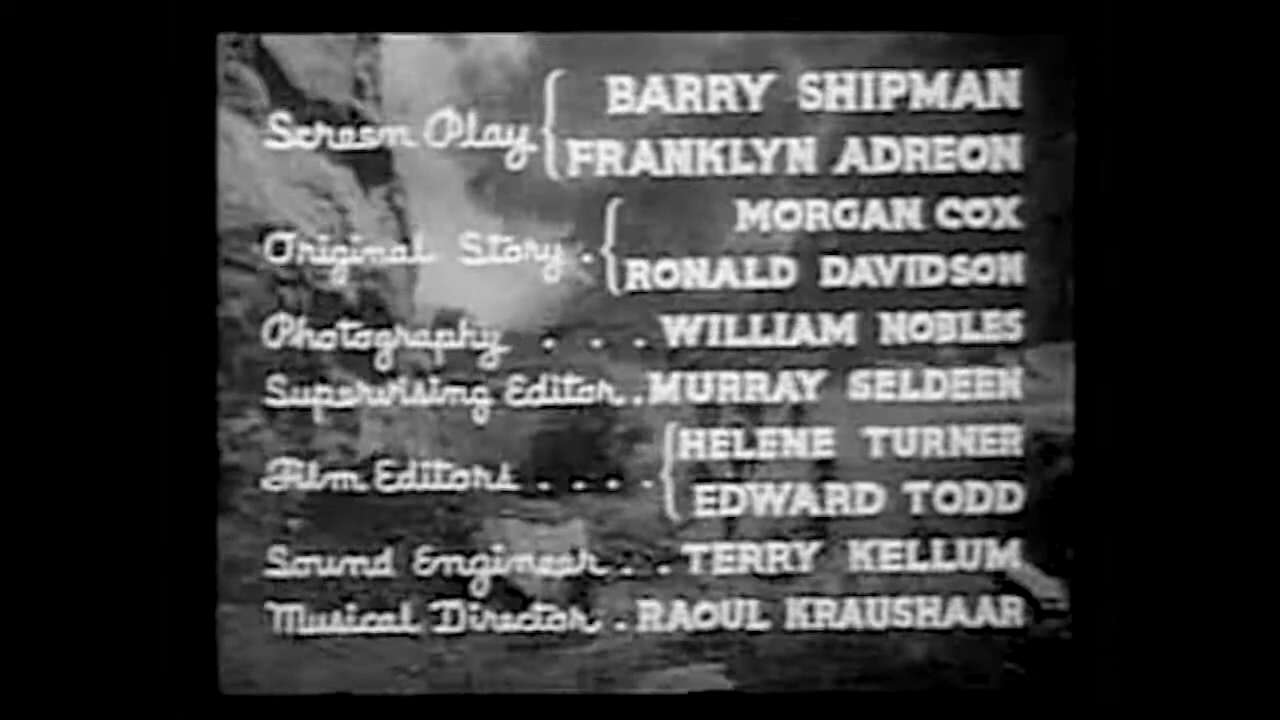 Screen Play { BARRY SHIPMAN
FRANKLYN ADREON
Original Story . { MORGAN COX
RONALD DAVIDSON
Photography . . . WILLIAM NOBLES
Supervising Editor . MURRAY SELDEEN
Film Editors . . . . { HELENE TURNER
EDWARD TODD
Sound Engineer . . TERRY KELLUM
Musical Director . RAOUL KRAUSHAAR